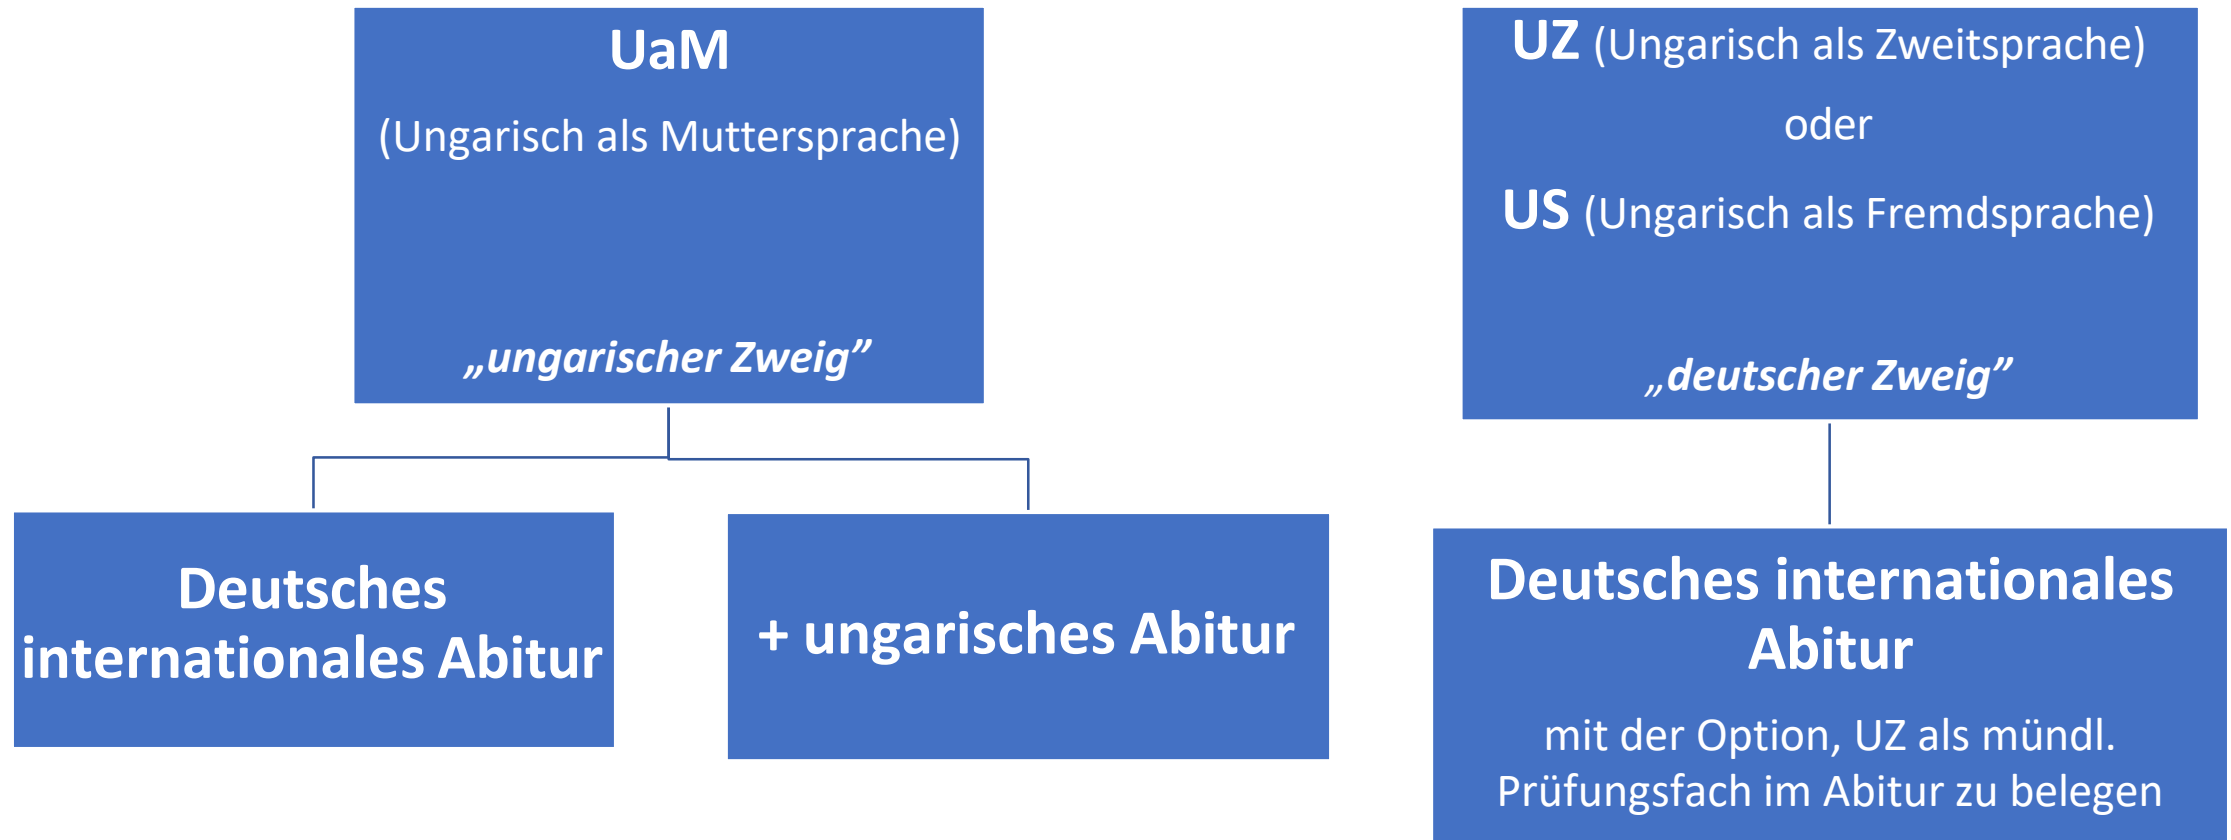 UaM
(Ungarisch als Muttersprache)
„ungarischer Zweig”
UZ (Ungarisch als Zweitsprache)
oder
US (Ungarisch als Fremdsprache)
„deutscher Zweig”
Deutsches
internationales Abitur
+ ungarisches Abitur
Deutsches internationales
Abitur
mit der Option, UZ als mündl.
Prüfungsfach im Abitur zu belegen